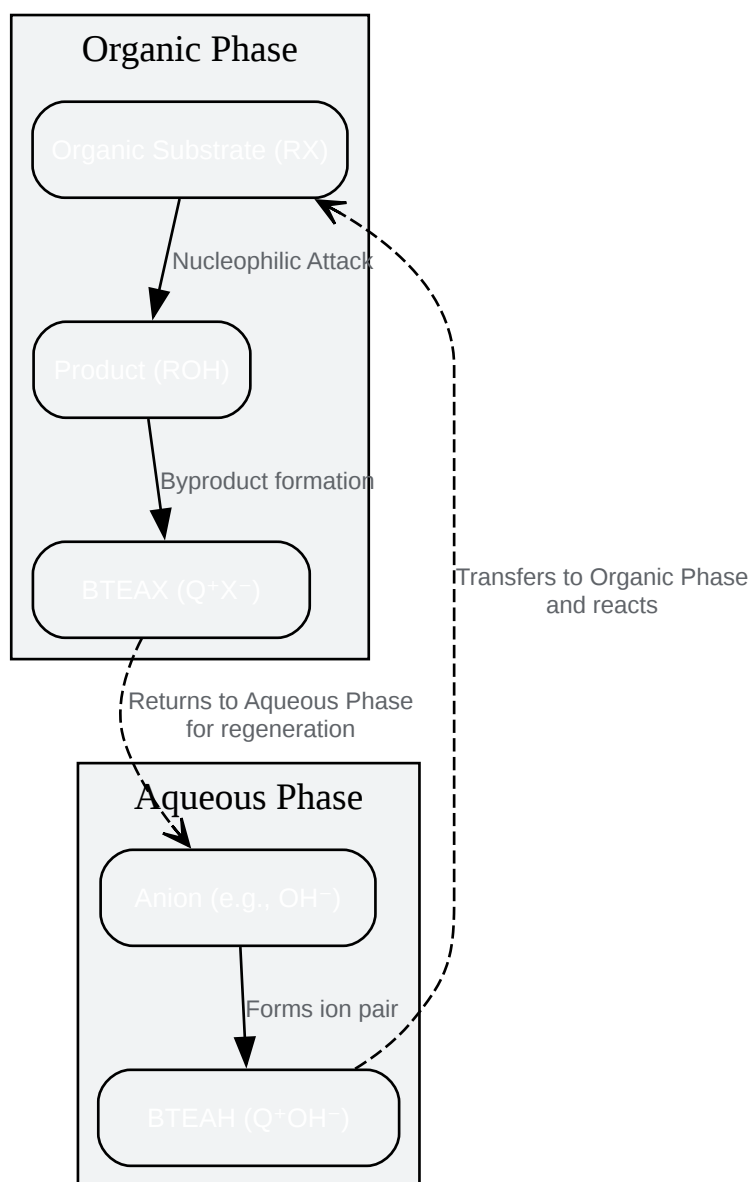 Organic Phase
Organic Substrate (RX)
Nucleophilic Attack
Product (ROH)
Byproduct formation
BTEAX (Q⁺X⁻)
Transfers to Organic Phase
and reacts
Returns to Aqueous Phase
for regeneration
Aqueous Phase
Anion (e.g., OH⁻)
Forms ion pair
BTEAH (Q⁺OH⁻)